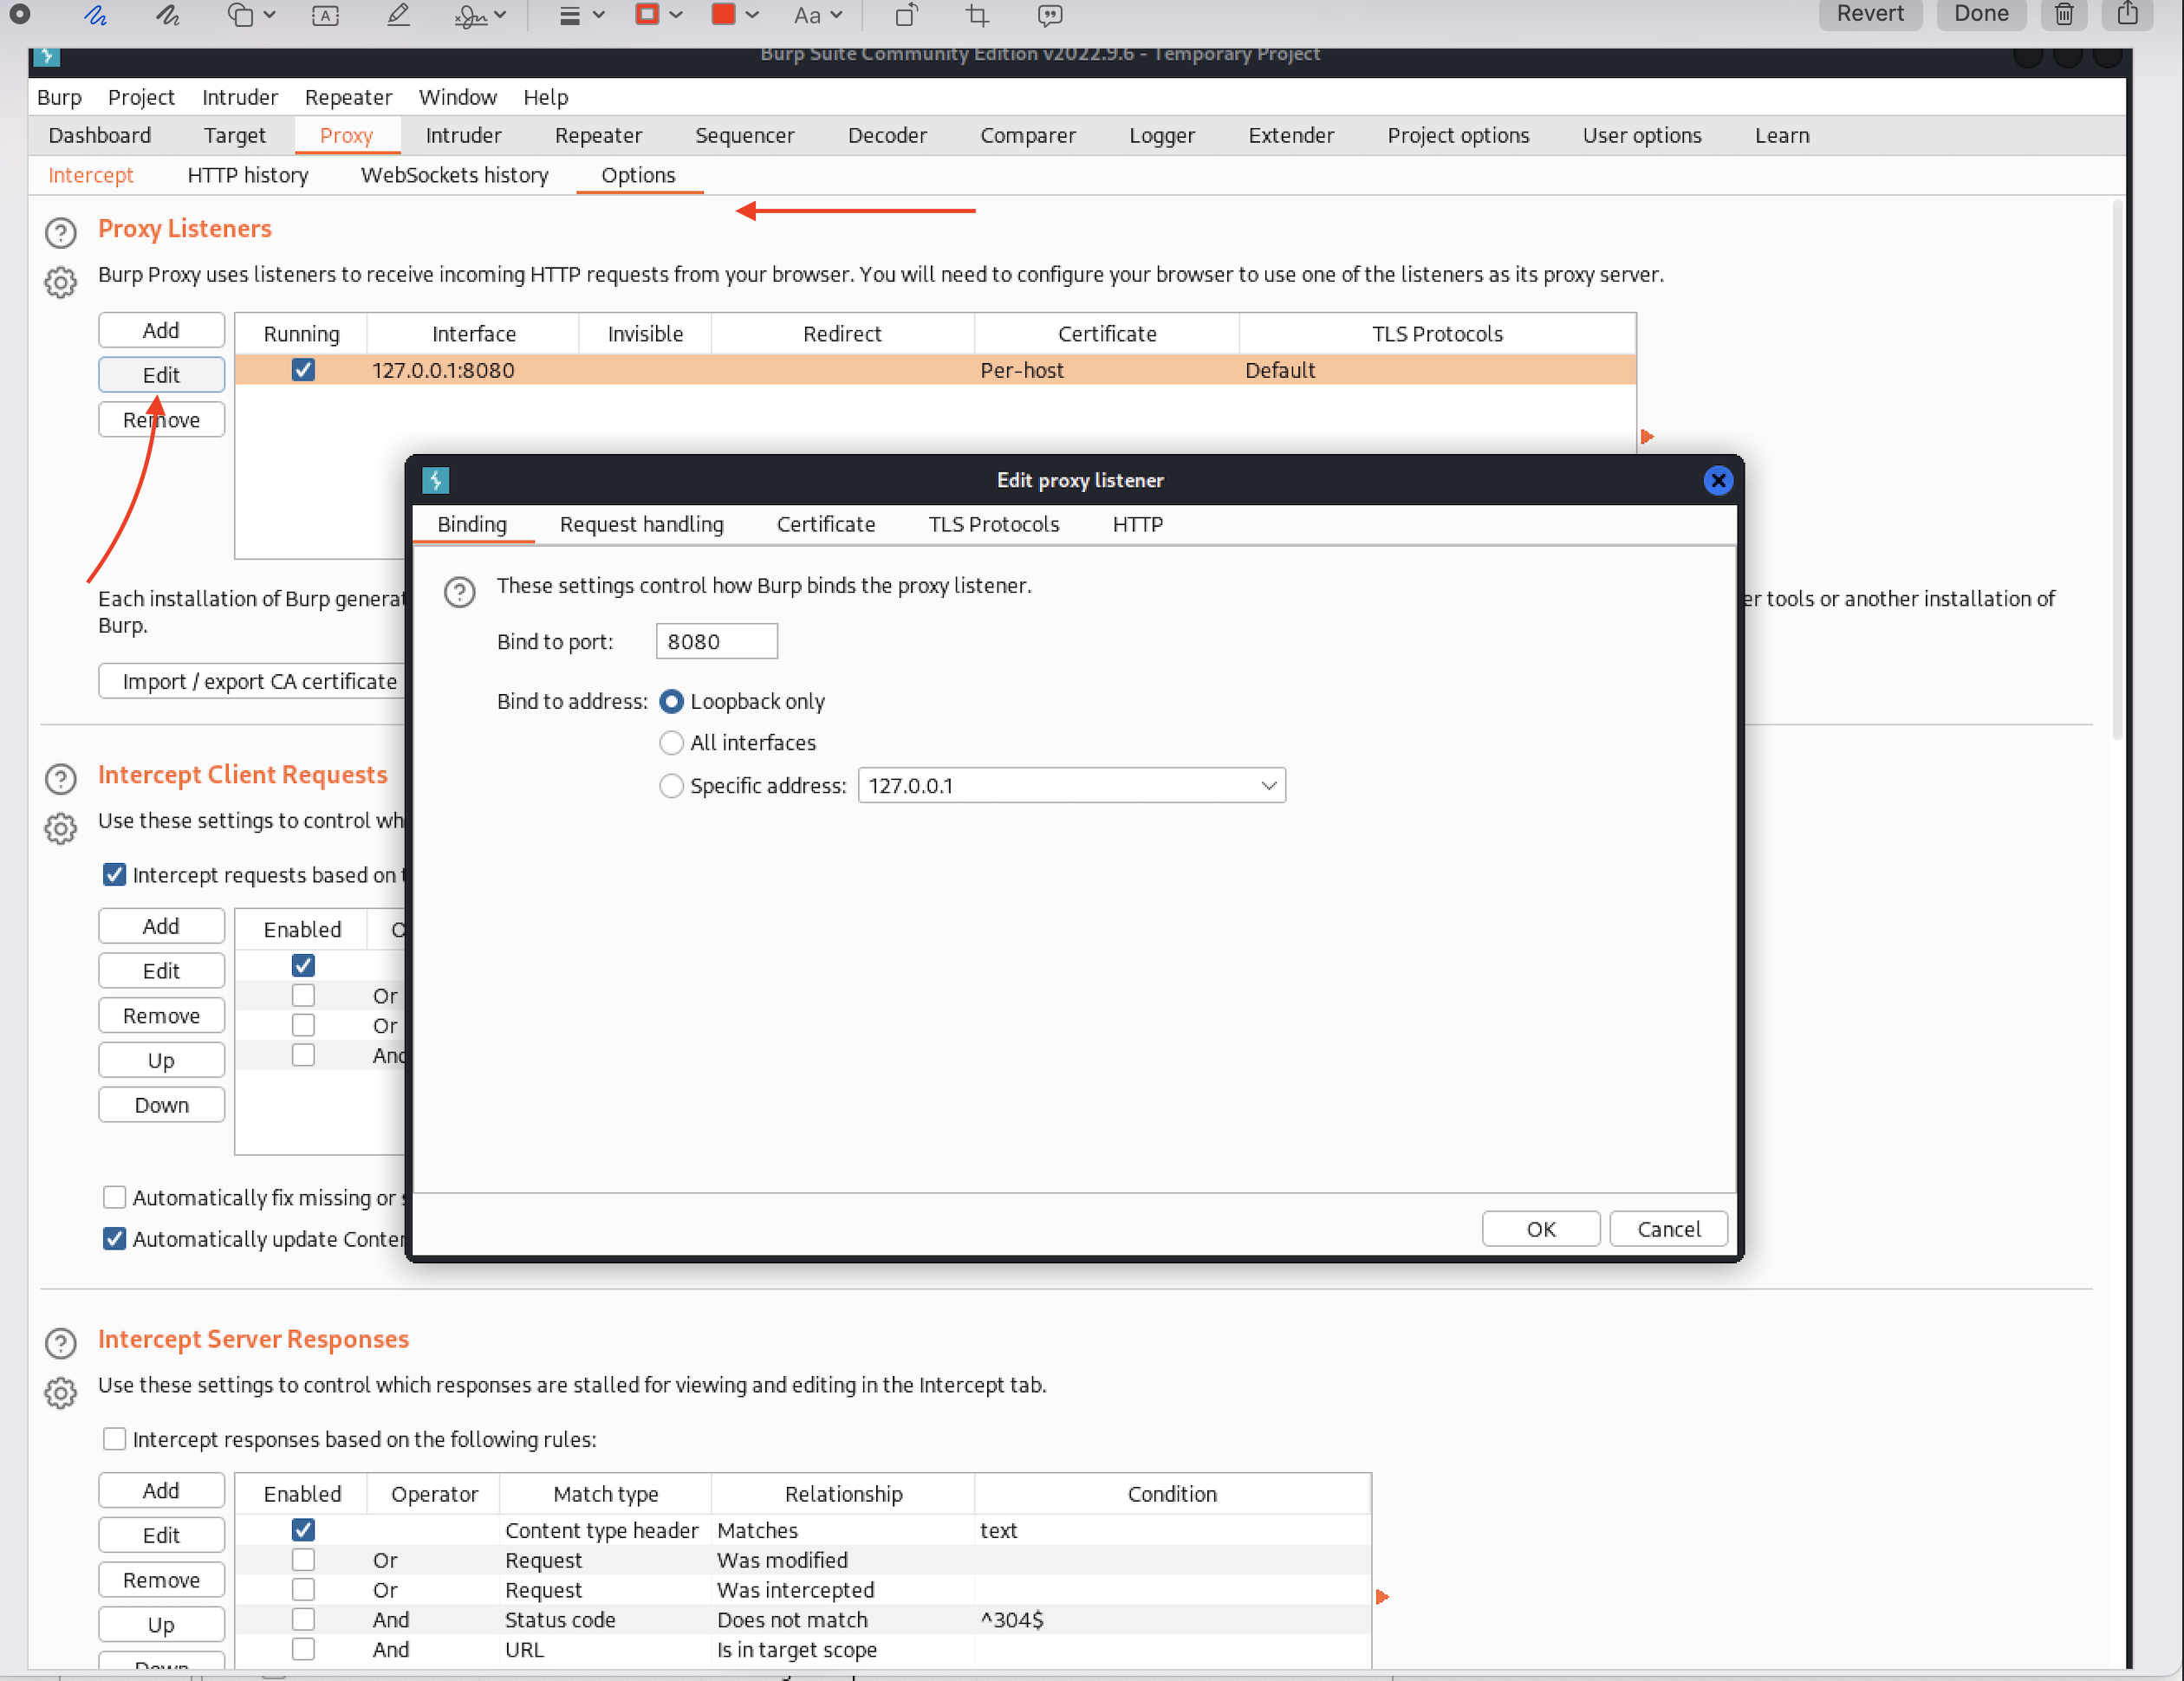 Revert Done
Burp Suite Community Edition v2022.9.6 - Temporary Project
Burp Project Intruder Repeater Window Help
Dashboard Target Proxy Intruder Repeater Sequencer Decoder Comparer Logger Extender Project options User options Learn
Intercept HTTP history WebSockets history Options
Proxy Listeners
Burp Proxy uses listeners to receive incoming HTTP requests from your browser. You will need to configure your browser to use one of the listeners as its proxy server.
Add Running Interface Invisible Redirect Certificate TLS Protocols
Edit 127.0.0.1:8080 Per-host Default
Remove
Edit proxy listener
Binding Request handling Certificate TLS Protocols HTTP
These settings control how Burp binds the proxy listener.
Bind to port: 8080
Bind to address: Loopback only
All interfaces
Specific address: 127.0.0.1
OK Cancel
Each installation of Burp generat er tools or another installation of
Burp.
Import / export CA certificate
Intercept Client Requests
Use these settings to control wh
Intercept requests based on t
Add Enabled O
Edit
Remove Or
Or
Up And
Down
Automatically fix missing or s
Automatically update Conter
Intercept Server Responses
Use these settings to control which responses are stalled for viewing and editing in the Intercept tab.
Intercept responses based on the following rules:
Add Enabled Operator Match type Relationship Condition
Edit Content type header Matches text
Or Request Was modified
Remove Or Request Was intercepted
Up And Status code Does not match ^304$
And URL Is in target scope
Down